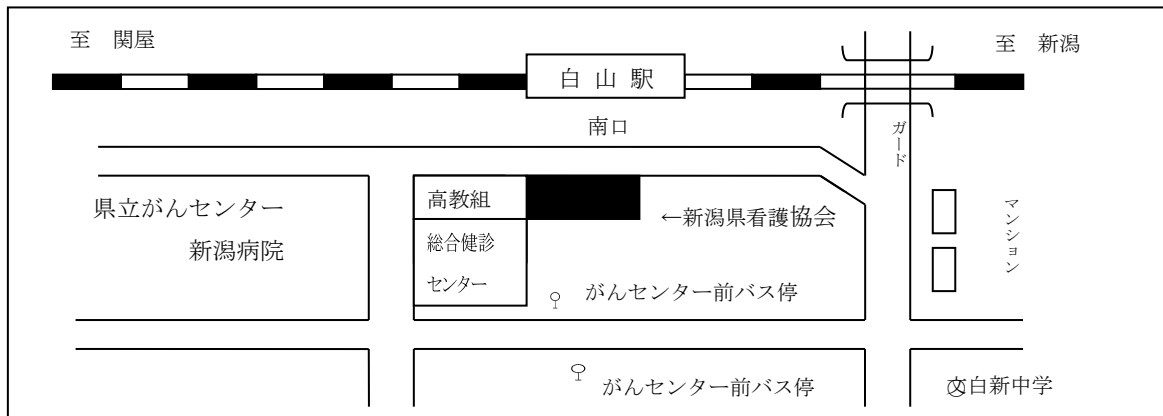 至　関屋
至　新潟
白 山 駅
南口
ガード
高教組
県立がんセンター
新潟病院
←新潟県看護協会
総合健診
センター
マンション
がんセンター前バス停
がんセンター前バス停
文白新中学